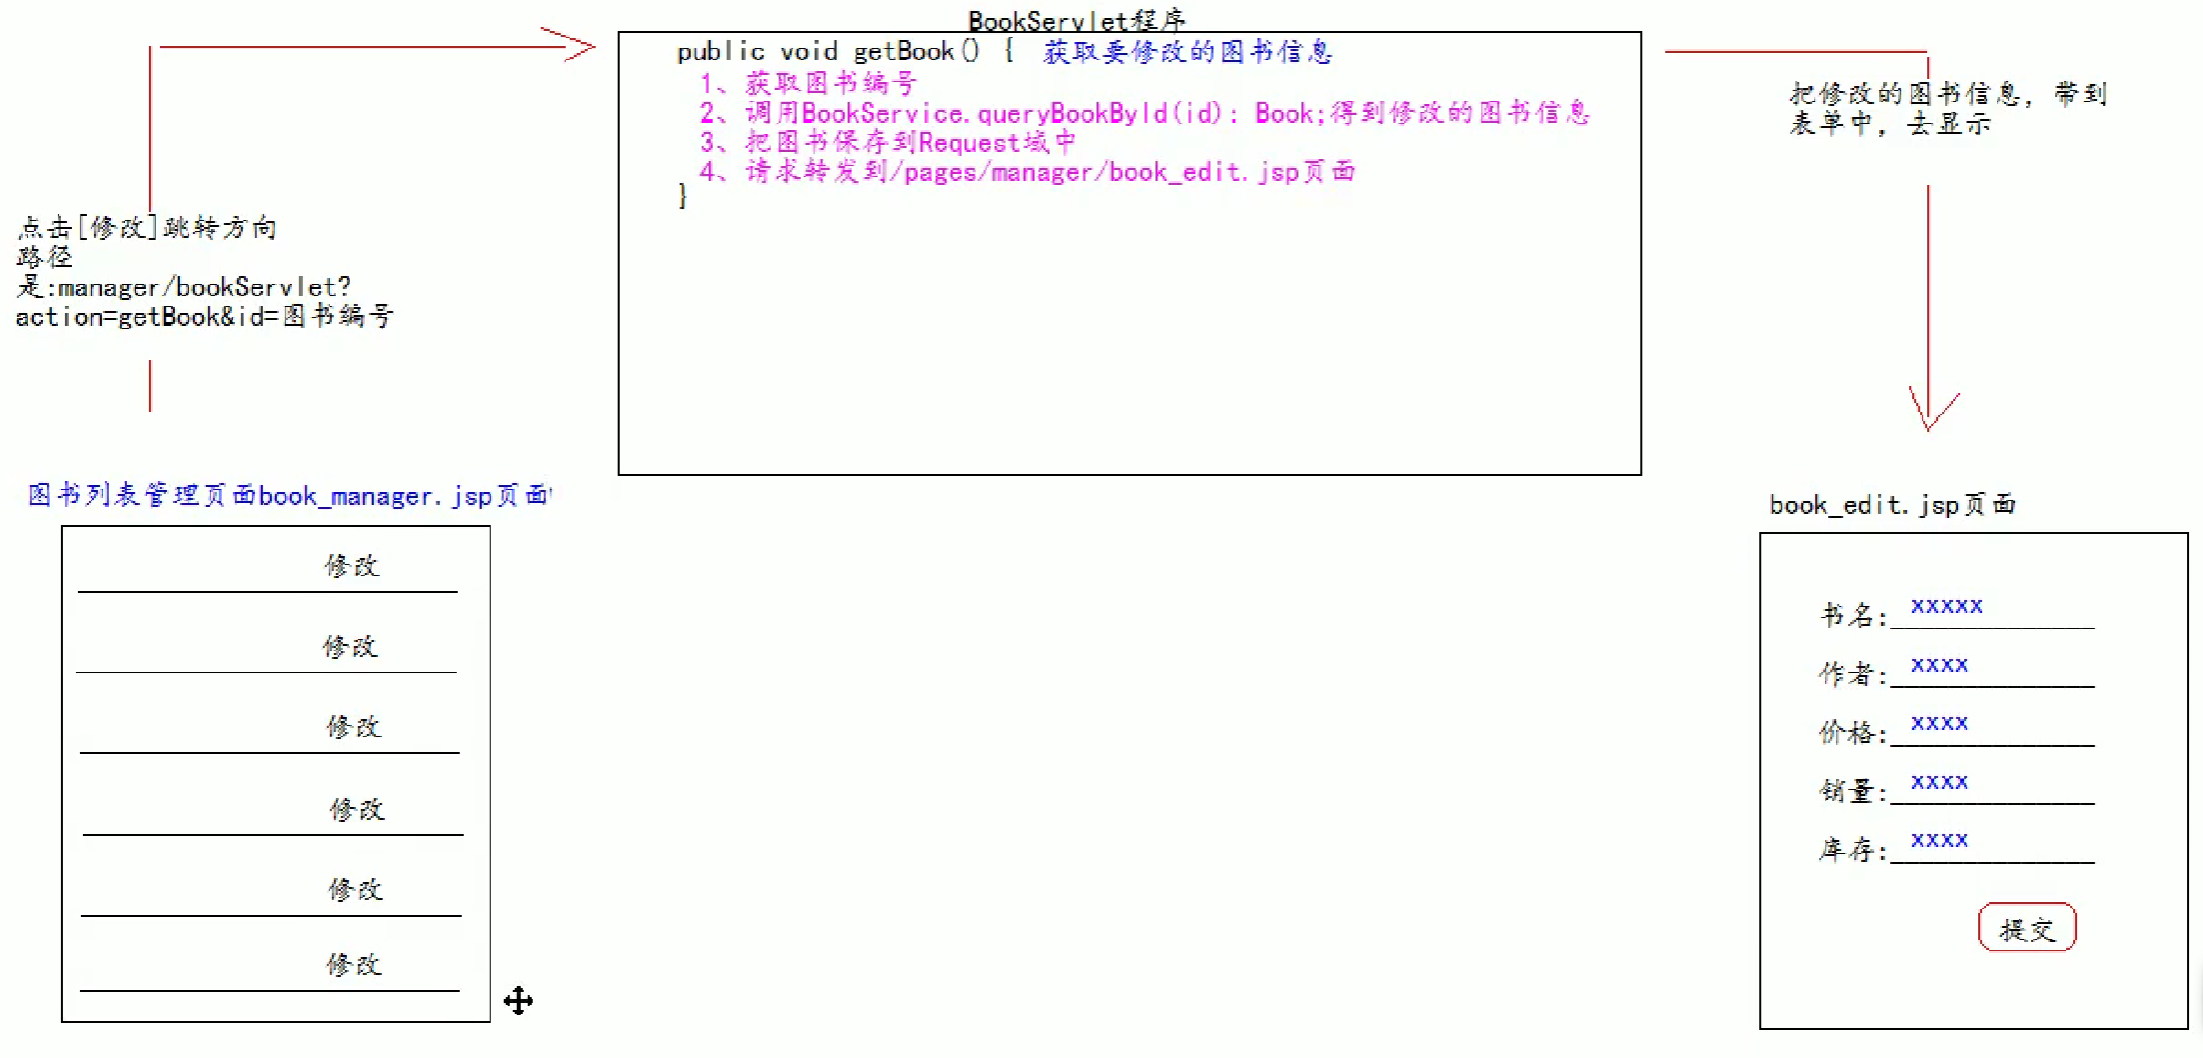 BookServlet程序
public void getBook() { 获取要修改的图书信息
1、获取图书编号
2、调用BookService.queryBookById(id): Book;得到修改的图书信息
3、把图书保存到Request域中
4、请求转发到/pages/manager/book_edit.jsp页面
}
把修改的图书信息, 带到
表单中, 去显示
点击[修改]跳转方向
路径
是:manager/bookServlet?
action=getBook&id=图书编号
图书列表管理页面book_manager.jsp页面
修改
修改
修改
修改
修改
修改
book_edit.jsp页面
书名: xxxxx
作者: xxxx
价格: xxxx
销量: xxxx
库存: xxxx
提交